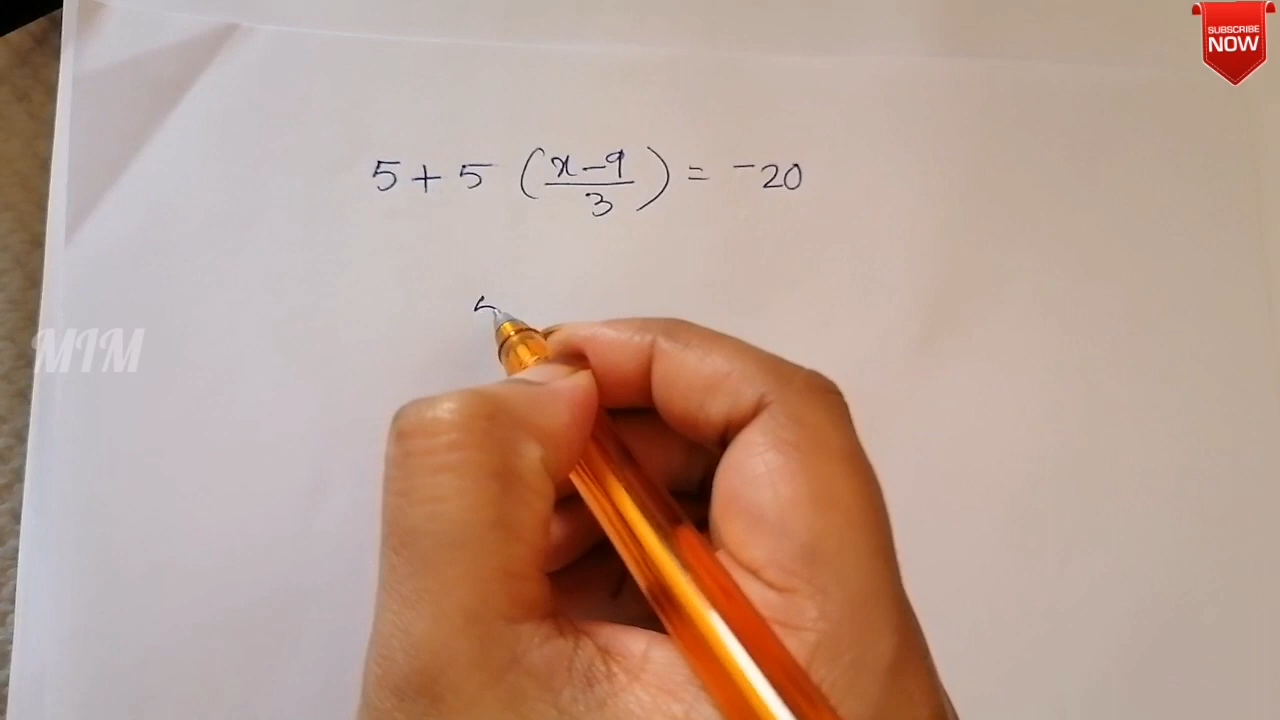 SUBSCRIBE
NOW
5 + 5 (x - 9 / 3) = ⁻20
MIM